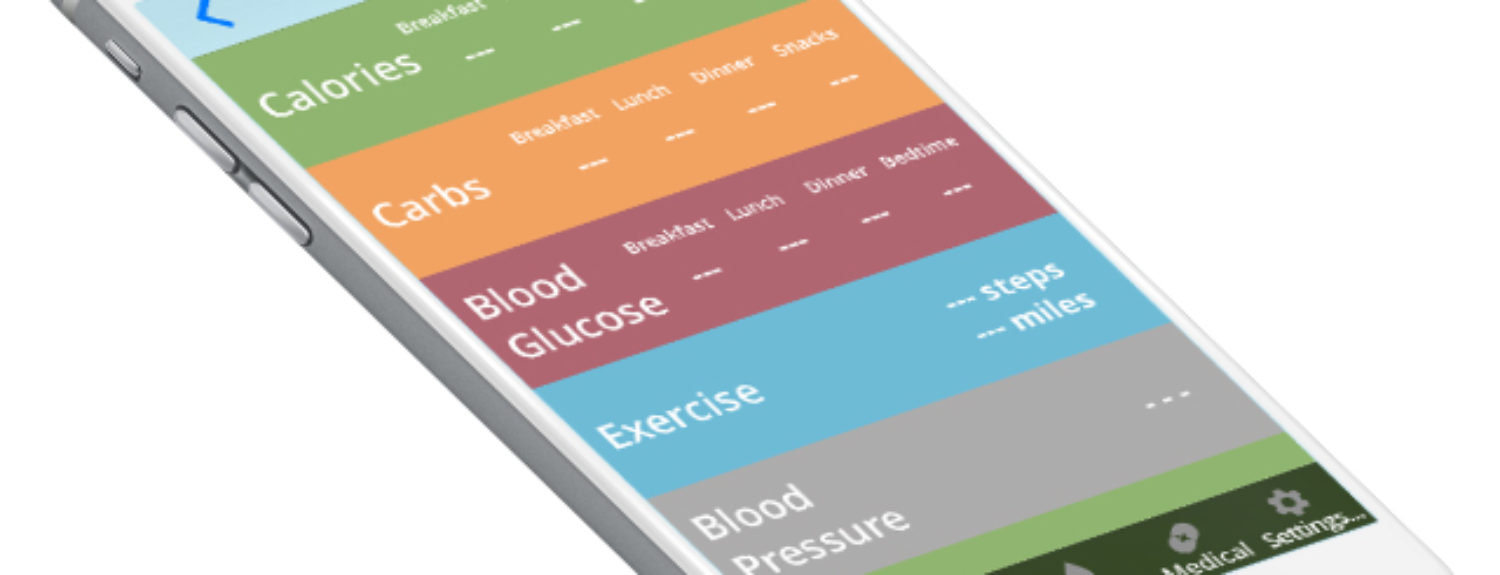 Breakfast
Calories --- ---
Breakfast Lunch Dinner Snacks
Carbs --- --- --- ---
Breakfast Lunch Dinner Bedtime
Blood
Glucose --- --- --- ---
Exercise
--- steps
--- miles
Blood
Pressure
---
Medical Settings...